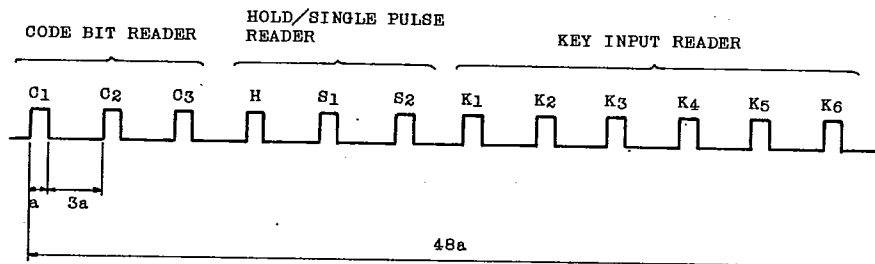 CODE BIT READER
HOLD/SINGLE PULSE
READER
KEY INPUT READER
C1 C2 C3 H S1 S2 K1 K2 K3 K4 K5 K6
a 3a
48a